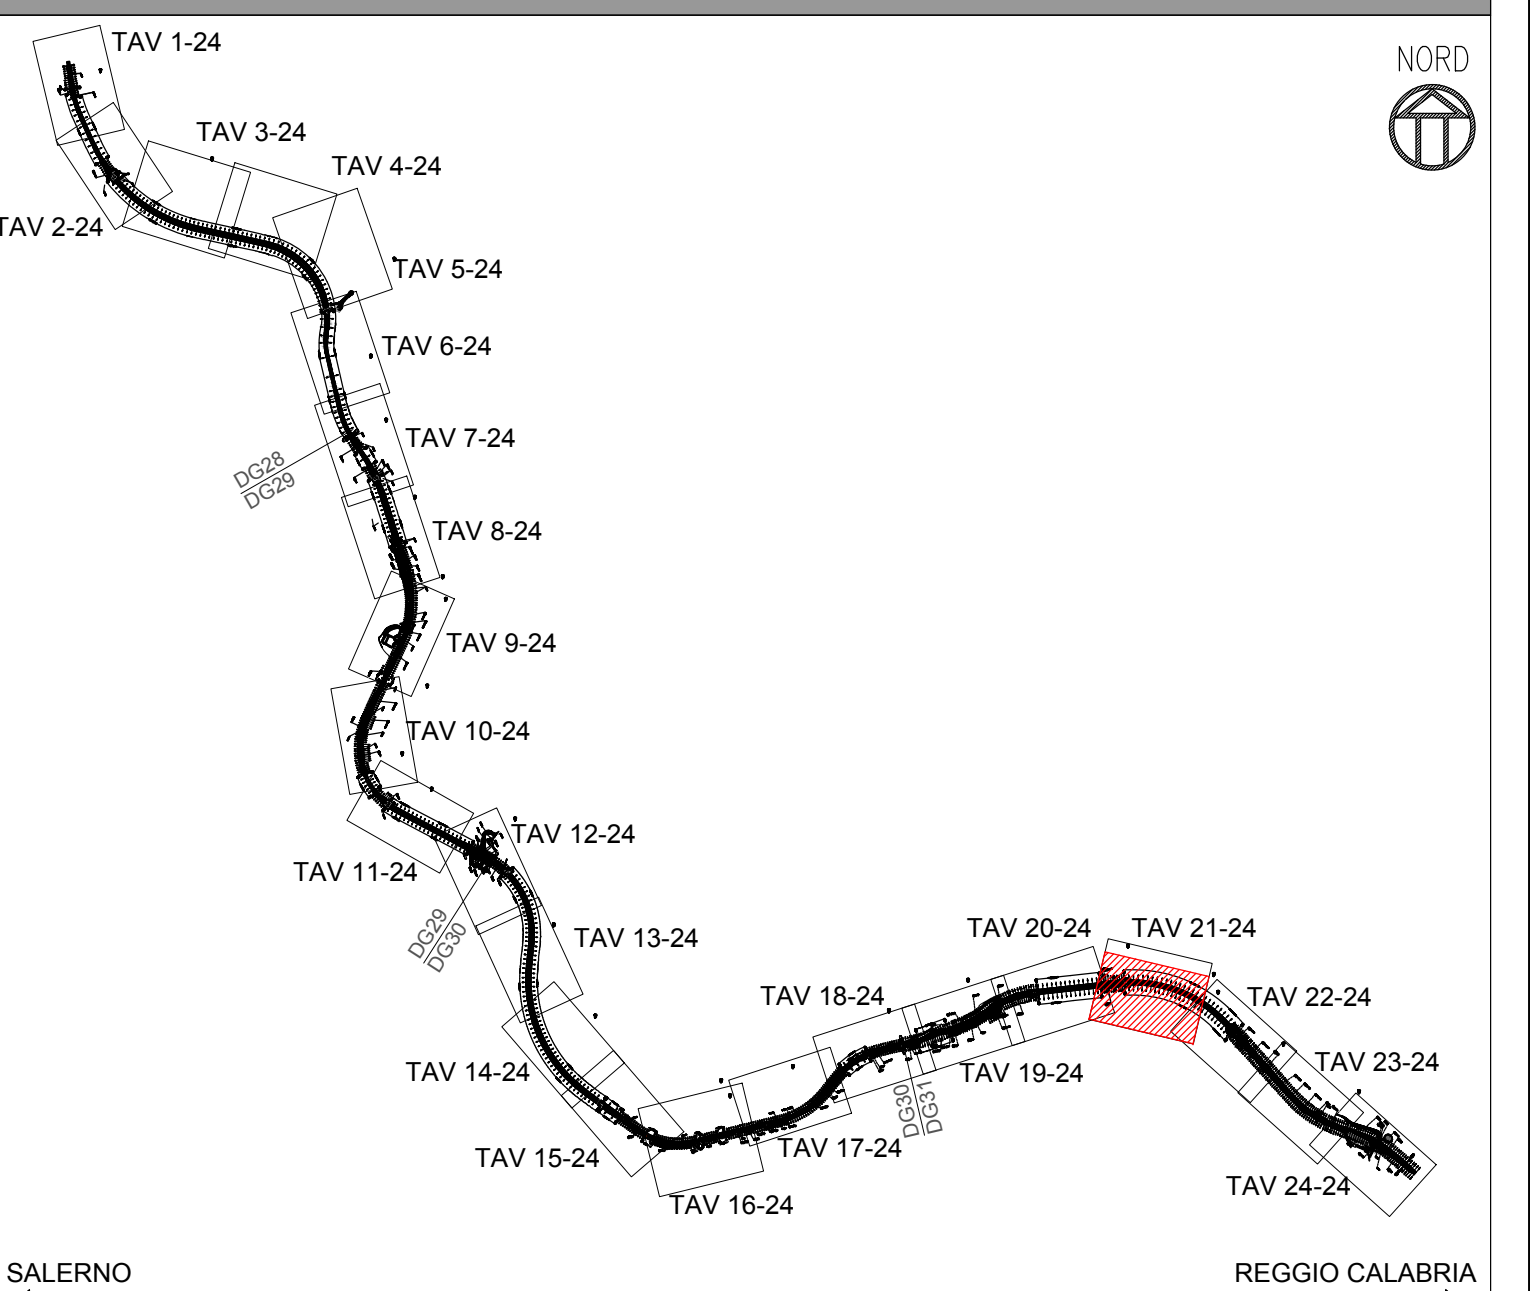 TAV 1-24
NORD
TAV 3-24
TAV 4-24
TAV 2-24
TAV 5-24
TAV 6-24
TAV 7-24
DG28
DG29
TAV 8-24
TAV 9-24
TAV 10-24
TAV 12-24
TAV 11-24
DG29
DG30
TAV 13-24
TAV 20-24
TAV 21-24
TAV 18-24
TAV 22-24
TAV 14-24
TAV 19-24
TAV 23-24
DG30
DG31
TAV 15-24
TAV 17-24
TAV 24-24
TAV 16-24
SALERNO
REGGIO CALABRIA